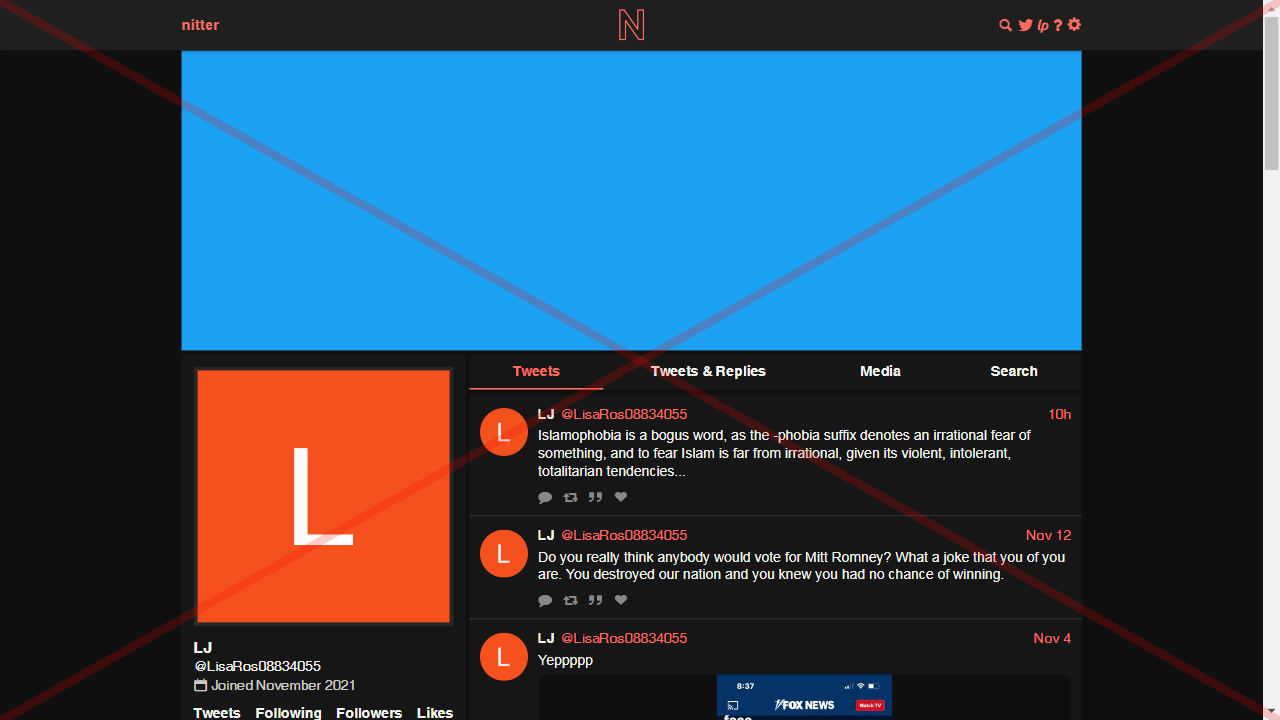 nitter
N
lp ?
Tweets
Tweets & Replies
Media
Search
L
LJ @LisaRos08834055
10h
Islamophobia is a bogus word, as the -phobia suffix denotes an irrational fear of
something, and to fear Islam is far from irrational, given its violent, intolerant,
totalitarian tendencies...
L
LJ @LisaRos08834055
Nov 12
Do you really think anybody would vote for Mitt Romney? What a joke that you of you
are. You destroyed our nation and you knew you had no chance of winning.
L
LJ @LisaRos08834055
Nov 4
Yeppppp
8:37
FOX NEWS
Watch TV
L
LJ
@LisaRos08834055
Joined November 2021
Tweets Following Followers Likes